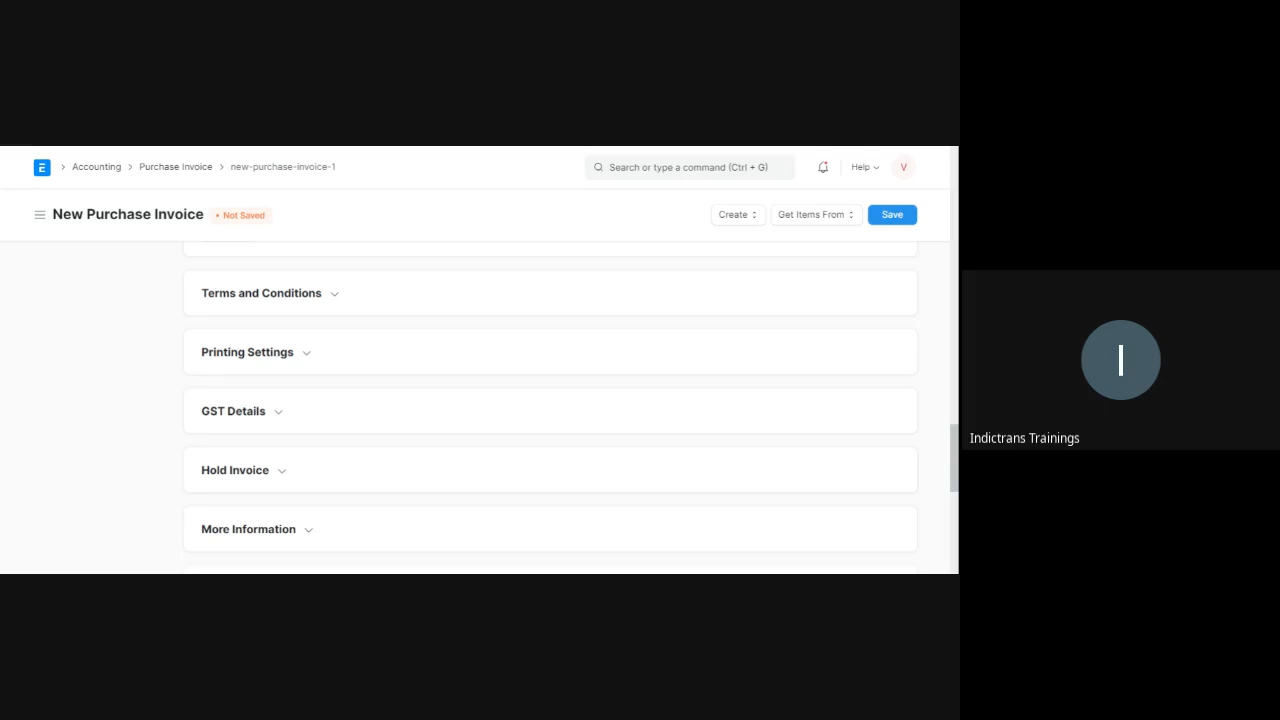 Accounting > Purchase Invoice > new-purchase-invoice-1
Search or type a command (Ctrl + G)
Help
V
New Purchase Invoice
• Not Saved
Create
Get Items From
Save
Terms and Conditions
Printing Settings
GST Details
Hold Invoice
More Information
I
Indictrans Trainings